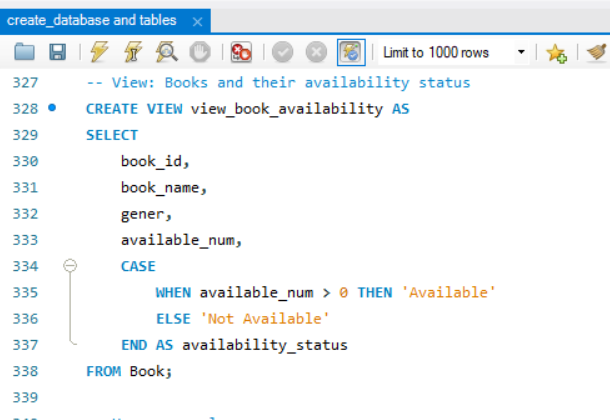 create_database and tables ×
Limit to 1000 rows
327 -- View: Books and their availability status
328 CREATE VIEW view_book_availability AS
329 SELECT
330 book_id,
331 book_name,
332 gener,
333 available_num,
334 CASE
335 WHEN available_num > 0 THEN 'Available'
336 ELSE 'Not Available'
337 END AS availability_status
338 FROM Book;
339